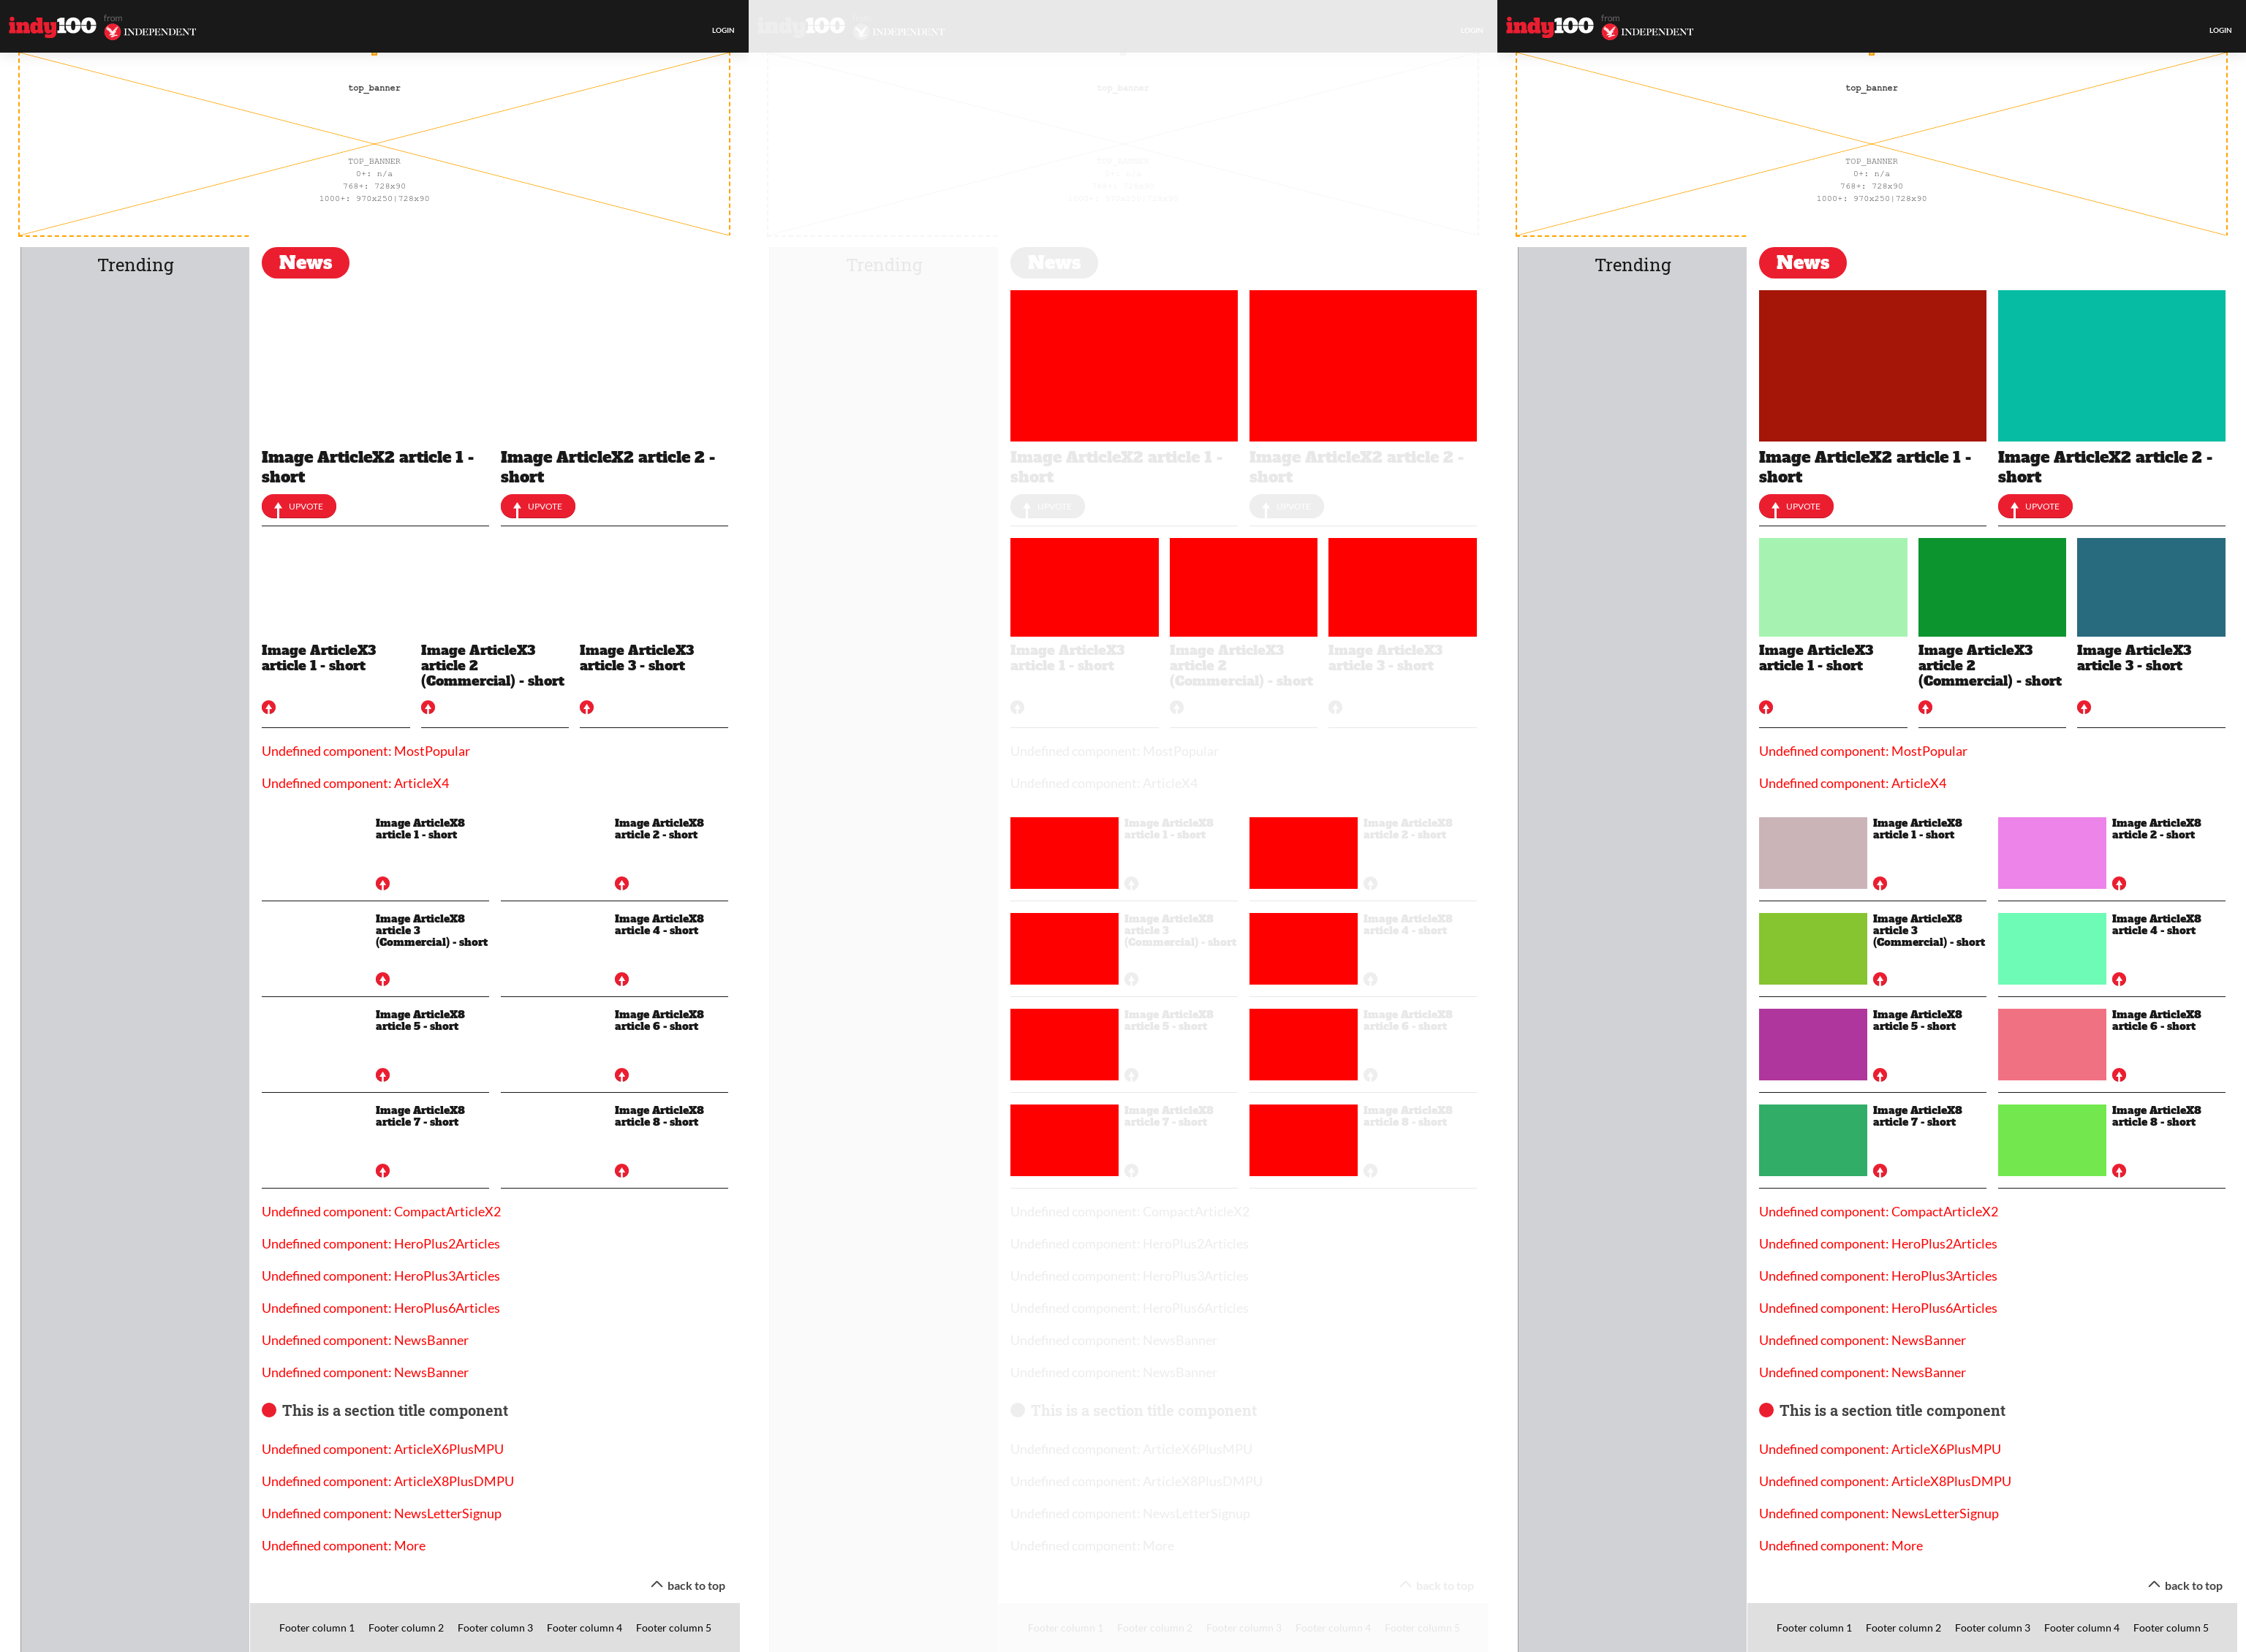 indy100 from
INDEPENDENT
LOGIN
top_banner
TOP_BANNER
0+: n/a
768+: 728x90
1000+: 970x250|728x90
Trending
News
Image ArticleX2 article 1 -
short
UPVOTE
Image ArticleX2 article 2 -
short
UPVOTE
Image ArticleX3
article 1 - short
Image ArticleX3
article 2
(Commercial) - short
Image ArticleX3
article 3 - short
Undefined component: MostPopular
Undefined component: ArticleX4
Image ArticleX8
article 1 - short
Image ArticleX8
article 2 - short
Image ArticleX8
article 3
(Commercial) - short
Image ArticleX8
article 4 - short
Image ArticleX8
article 5 - short
Image ArticleX8
article 6 - short
Image ArticleX8
article 7 - short
Image ArticleX8
article 8 - short
Undefined component: CompactArticleX2
Undefined component: HeroPlus2Articles
Undefined component: HeroPlus3Articles
Undefined component: HeroPlus6Articles
Undefined component: NewsBanner
Undefined component: NewsBanner
This is a section title component
Undefined component: ArticleX6PlusMPU
Undefined component: ArticleX8PlusDMPU
Undefined component: NewsLetterSignup
Undefined component: More
back to top
Footer column 1 Footer column 2 Footer column 3 Footer column 4 Footer column 5
indy100
INDEPENDENT
LOGIN
top_banner
TOP_BANNER
Trending
News
Image ArticleX2 article 1 -
short
UPVOTE
Image ArticleX2 article 2 -
short
UPVOTE
Image ArticleX3
article 1 - short
Image ArticleX3
article 2
(Commercial) - short
Image ArticleX3
article 3 - short
Undefined component: MostPopular
Undefined component: ArticleX4
Image ArticleX8
article 1 - short
Image ArticleX8
article 2 - short
Image ArticleX8
article 3
(Commercial) - short
Image ArticleX8
article 4 - short
Image ArticleX8
article 5 - short
Image ArticleX8
article 6 - short
Image ArticleX8
article 7 - short
Image ArticleX8
article 8 - short
Undefined component: CompactArticleX2
Undefined component: HeroPlus2Articles
Undefined component: HeroPlus3Articles
Undefined component: HeroPlus6Articles
Undefined component: NewsBanner
Undefined component: NewsBanner
This is a section title component
Undefined component: ArticleX6PlusMPU
Undefined component: ArticleX8PlusDMPU
Undefined component: NewsLetterSignup
Undefined component: More
back to top
Footer column 1 Footer column 2 Footer column 3 Footer column 4 Footer column 5
indy100 from
INDEPENDENT
LOGIN
top_banner
TOP_BANNER
0+: n/a
768+: 728x90
1000+: 970x250|728x90
Trending
News
Image ArticleX2 article 1 -
short
UPVOTE
Image ArticleX2 article 2 -
short
UPVOTE
Image ArticleX3
article 1 - short
Image ArticleX3
article 2
(Commercial) - short
Image ArticleX3
article 3 - short
Undefined component: MostPopular
Undefined component: ArticleX4
Image ArticleX8
article 1 - short
Image ArticleX8
article 2 - short
Image ArticleX8
article 3
(Commercial) - short
Image ArticleX8
article 4 - short
Image ArticleX8
article 5 - short
Image ArticleX8
article 6 - short
Image ArticleX8
article 7 - short
Image ArticleX8
article 8 - short
Undefined component: CompactArticleX2
Undefined component: HeroPlus2Articles
Undefined component: HeroPlus3Articles
Undefined component: HeroPlus6Articles
Undefined component: NewsBanner
Undefined component: NewsBanner
This is a section title component
Undefined component: ArticleX6PlusMPU
Undefined component: ArticleX8PlusDMPU
Undefined component: NewsLetterSignup
Undefined component: More
back to top
Footer column 1 Footer column 2 Footer column 3 Footer column 4 Footer column 5